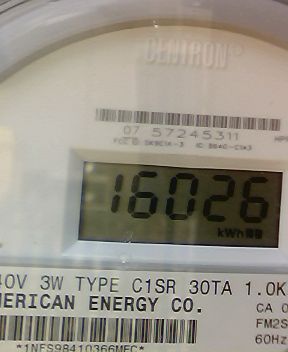 CENTRON®
07 57245311
16026
kWh
40V 3W TYPE C1SR 30TA 1.0K
MERICAN ENERGY CO.
CA 0
FM2S
60Hz
*1NFS98410366MEC*